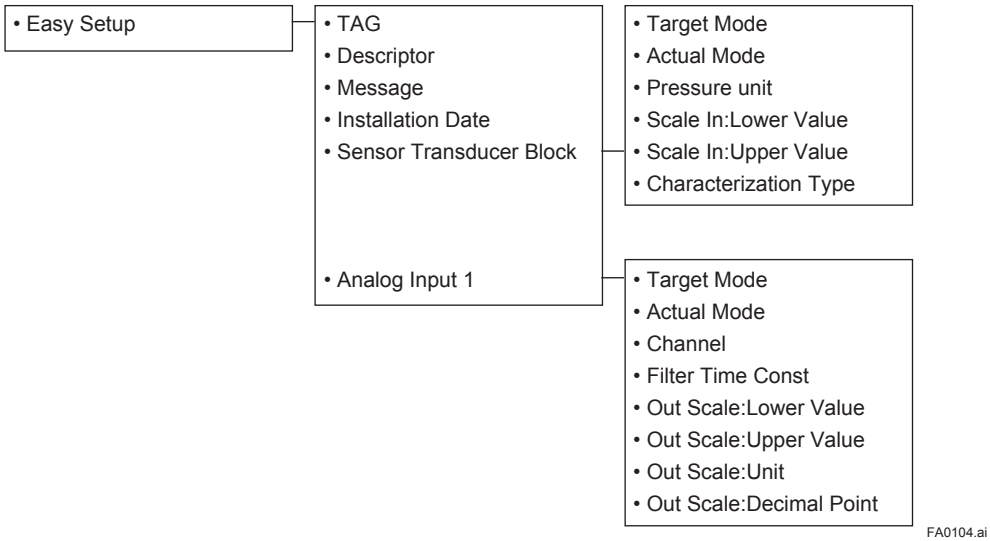 • Easy Setup
• TAG
• Descriptor
• Message
• Installation Date
• Sensor Transducer Block
• Analog Input 1
• Target Mode
• Actual Mode
• Pressure unit
• Scale In:Lower Value
• Scale In:Upper Value
• Characterization Type
• Target Mode
• Actual Mode
• Channel
• Filter Time Const
• Out Scale:Lower Value
• Out Scale:Upper Value
• Out Scale:Unit
• Out Scale:Decimal Point
FA0104.ai